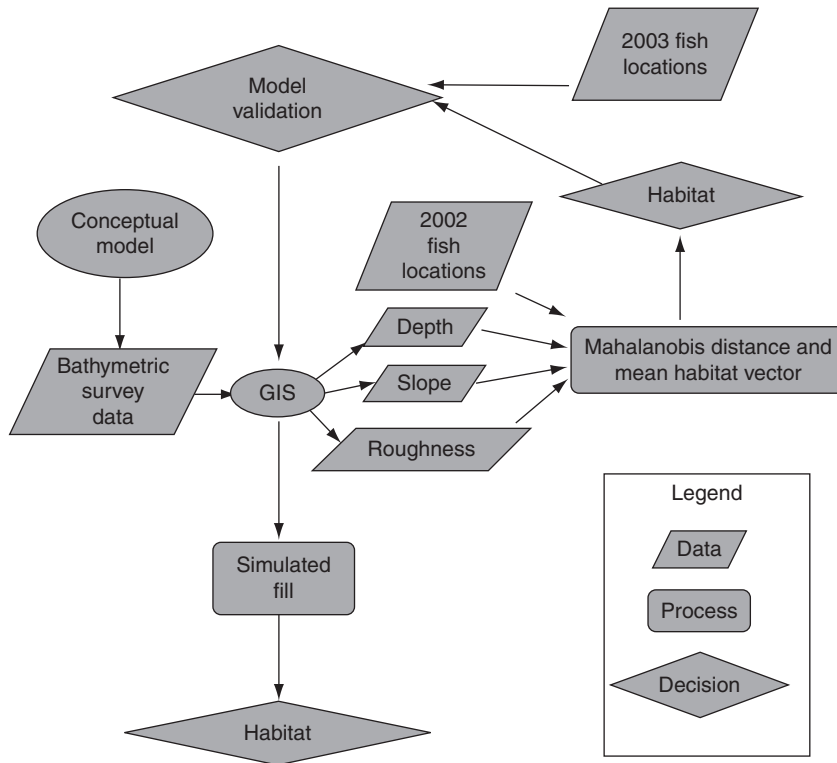 2003 fish
locations
Model
validation
Habitat
Conceptual
model
2002
fish
locations
Depth
Mahalanobis distance and
mean habitat vector
Bathymetric
survey
data
GIS
Slope
Roughness
Legend
Data
Process
Decision
Simulated
fill
Habitat